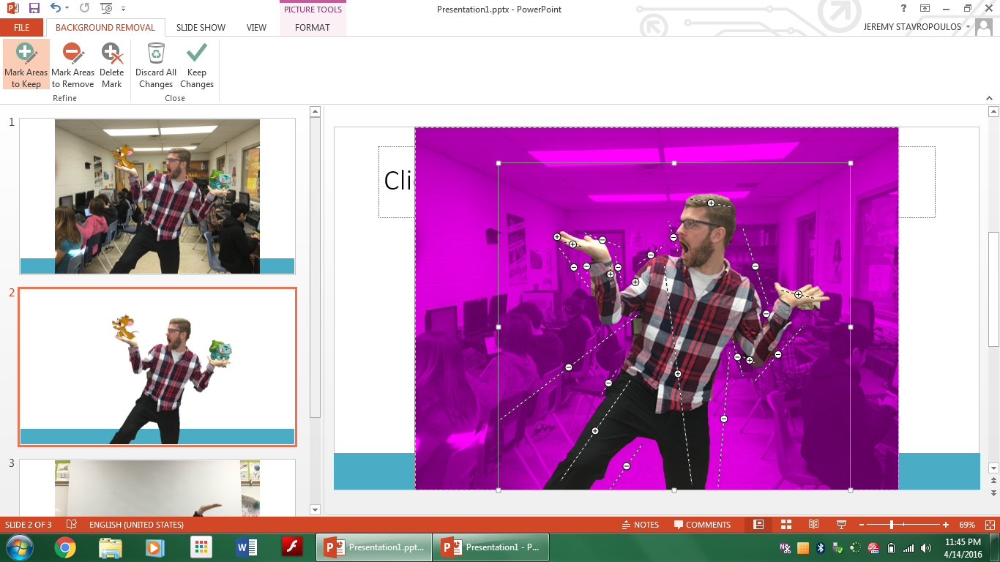 Presentation1.pptx - PowerPoint
PICTURE TOOLS
FILE
BACKGROUND REMOVAL
SLIDE SHOW
VIEW
FORMAT
JEREMY STAVROPOULOS
Mark Areas
to Keep
Mark Areas
to Remove
Delete
Mark
Discard All
Changes
Keep
Changes
Refine
Close
1
2
3
Cli
SLIDE 2 OF 3
ENGLISH (UNITED STATES)
NOTES
COMMENTS
69%
Presentation1.ppt...
Presentation1 - P...
11:45 PM
4/14/2016